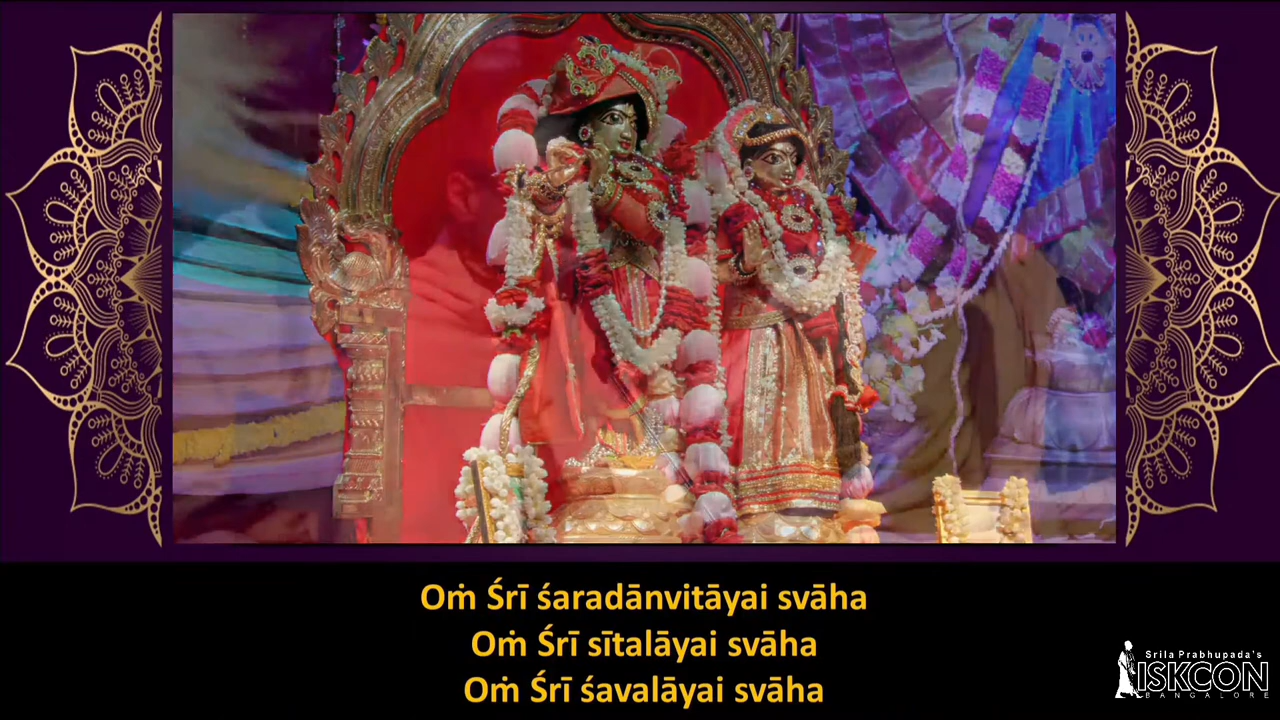 Oṁ Śrī śaradānvitāyai svāha
Oṁ Śrī sītalāyai svāha
Oṁ Śrī śavalāyai svāha
Srila Prabhupada's
ISKCON
BANGALORE